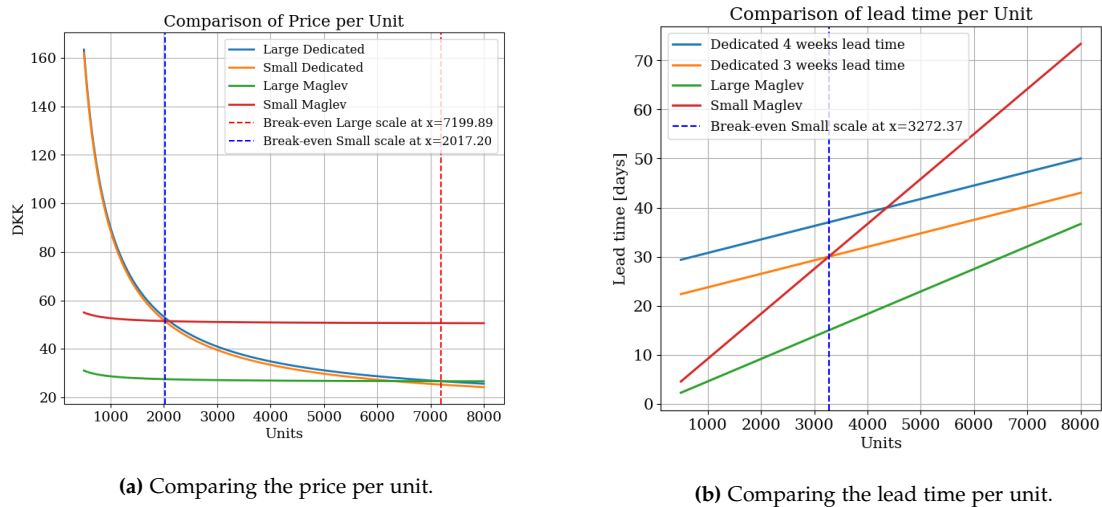 Comparison of Price per Unit
160
140
120
100
80
60
40
20
DKK
Large Dedicated
Small Dedicated
Large Maglev
Small Maglev
Break-even Large scale at x=7199.89
Break-even Small scale at x=2017.20
1000 2000 3000 4000 5000 6000 7000 8000
Units
(a) Comparing the price per unit.
Comparison of lead time per Unit
70
60
50
40
30
20
10
0
Lead time [days]
Dedicated 4 weeks lead time
Dedicated 3 weeks lead time
Large Maglev
Small Maglev
Break-even Small scale at x=3272.37
1000 2000 3000 4000 5000 6000 7000 8000
Units
(b) Comparing the lead time per unit.